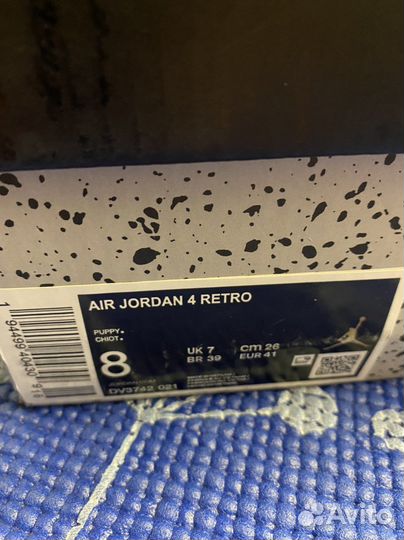 AIR JORDAN 4 RETRO
PUPPY.
CHIOT.
8
UK 7
cm 26
BR 39
EUR 41
DV3742 021
Avito